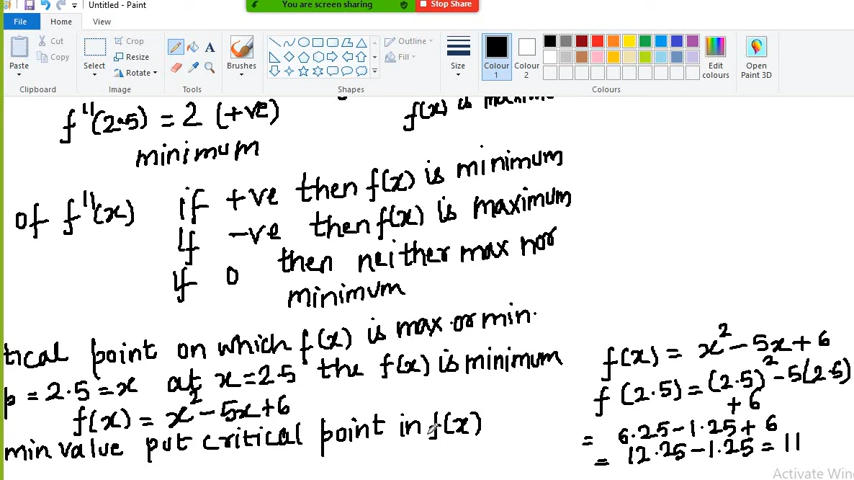 Untitled - Paint
You are screen sharing
Stop Share
File Home View
Paste
Cut
Copy
Clipboard
Select
Crop
Resize
Rotate
Image
Tools
Brushes
Shapes
Outline
Fill
Size
Colour 1
Colour 2
Colours
Edit colours
Open Paint 3D
f''(2.5) = 2 (+ve)
minimum
f(x) is maximum
of f''(x) if +ve then f(x) is minimum
If -ve then f(x) is maximum
If 0 then neither max nor
minimum
tical point on which f(x) is max or min.
p = 2.5 = x at x = 2.5 the f(x) is minimum
f(x) = x² - 5x + 6
min value put critical point in f(x)
f(x) = x² - 5x + 6
f(2.5) = (2.5)² - 5(2.5)
+ 6
= 6.25 - 1.25 + 6
= 12.25 - 1.25 = 11
Activate Win